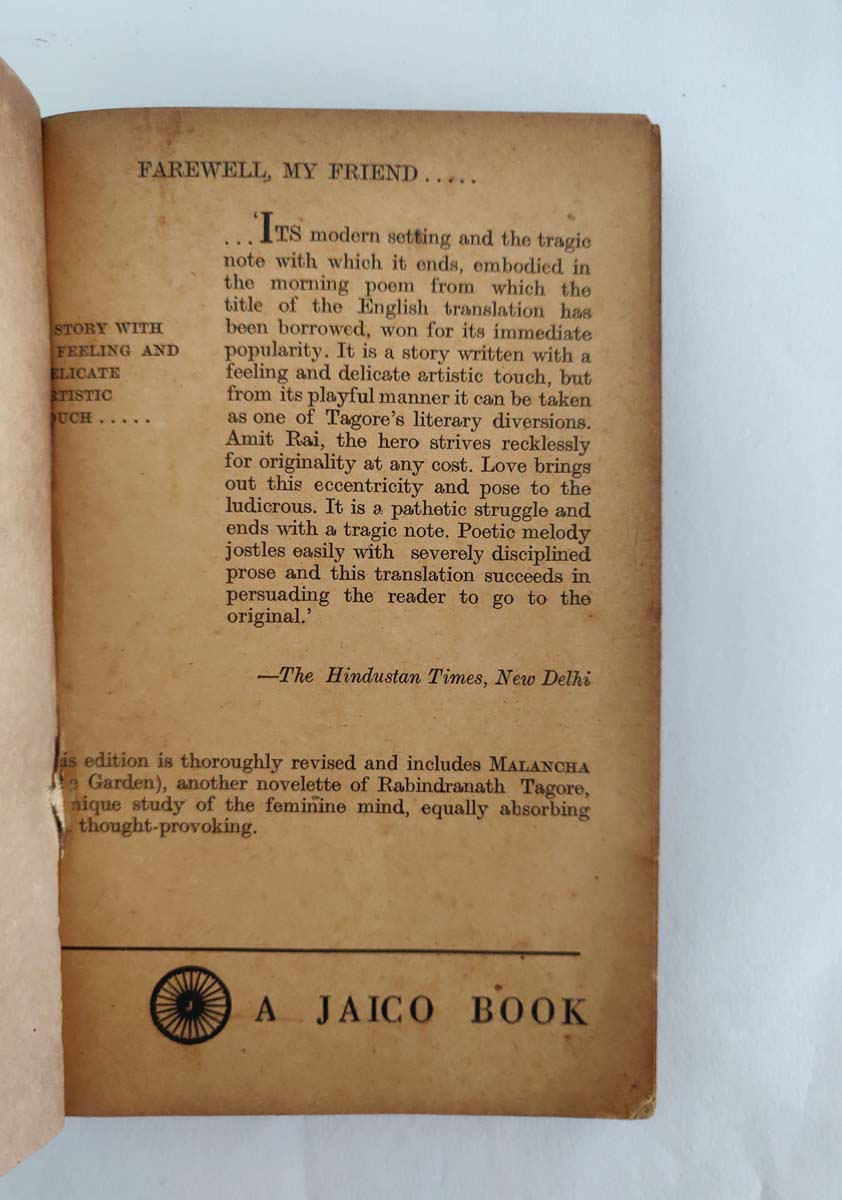 FAREWELL, MY FRIEND.....
...'ITS modern setting and the tragic
note with which it ends, embodied in
the morning poem from which the
title of the English translation has
been borrowed, won for its immediate
popularity. It is a story written with a
feeling and delicate artistic touch, but
from its playful manner it can be taken
as one of Tagore's literary diversions.
Amit Rai, the hero strives recklessly
for originality at any cost. Love brings
out this eccentricity and pose to the
ludicrous. It is a pathetic struggle and
ends with a tragic note. Poetic melody
jostles easily with severely disciplined
prose and this translation succeeds in
persuading the reader to go to the
original.'
STORY WITH
FEELING AND
ELICATE
TISTIC
UCH.....
—The Hindustan Times, New Delhi
is edition is thoroughly revised and includes MALANCHA
Garden), another novelette of Rabindranath Tagore,
nique study of the feminine mind, equally absorbing
thought-provoking.
J
A JAICO BOOK